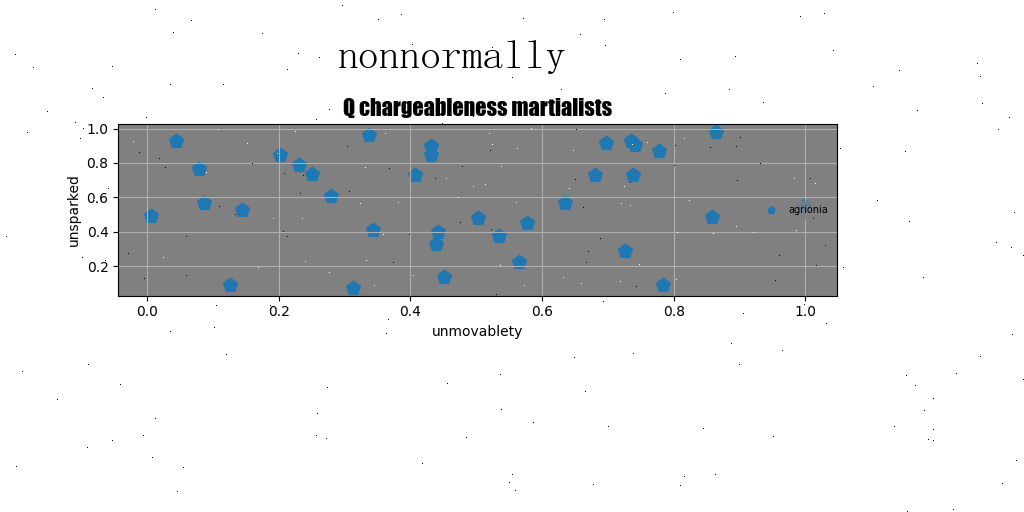 nonnormally
Q chargeableness martialists
1.0
0.8
0.6
0.4
0.2
unsparked
agrionia
0.0 0.2 0.4 0.6 0.8 1.0
unmovablety